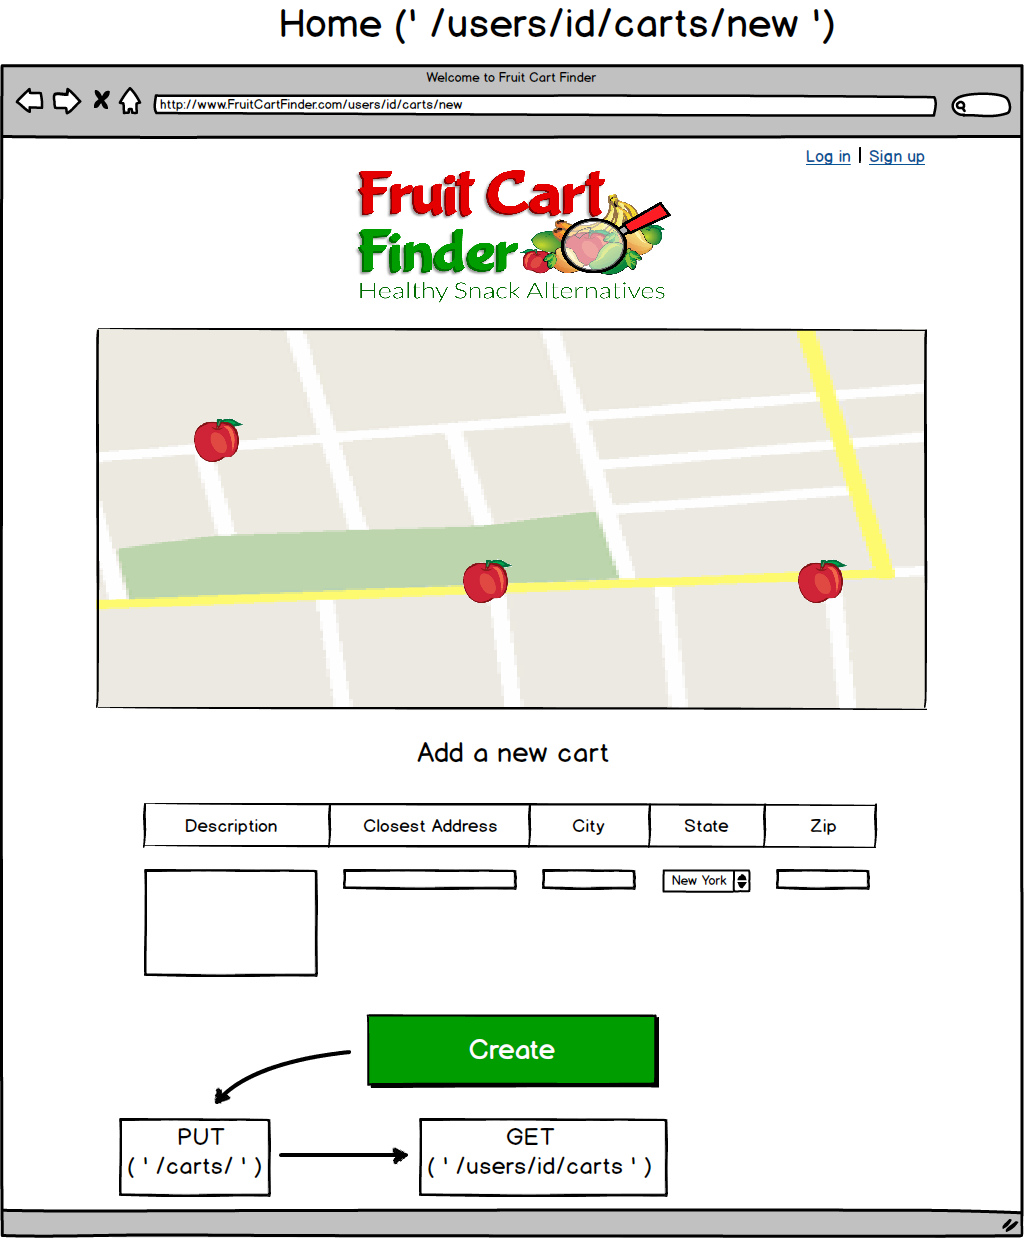 Home (' /users/id/carts/new ')
Welcome to Fruit Cart Finder
http://www.FruitCartFinder.com/users/id/carts/new
Log in | Sign up
Fruit Cart
Finder
Healthy Snack Alternatives
Add a new cart
Description Closest Address City State Zip
New York
Create
PUT
( ' /carts/ ' )
GET
( ' /users/id/carts ' )